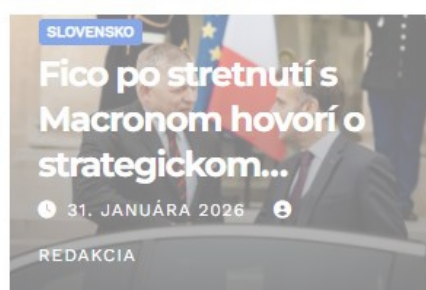 SLOVENSKO
Fico po stretnutí s
Macronom hovorí o
strategickom...
31. JANUÁRA 2026
REDAKCIA